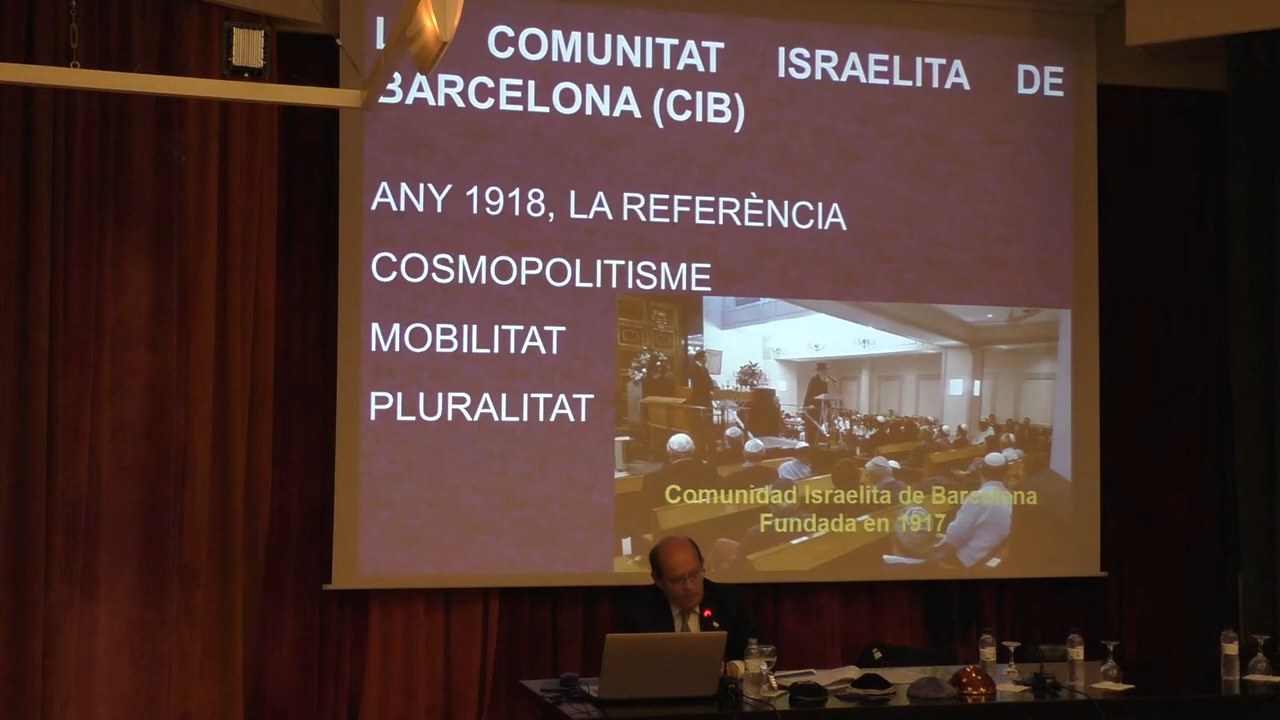 COMUNITAT ISRAELITA DE
BARCELONA (CIB)
ANY 1918, LA REFERÈNCIA
COSMOPOLITISME
MOBILITAT
PLURALITAT
Comunidad Israelita de Barcelona
Fundada en 1917